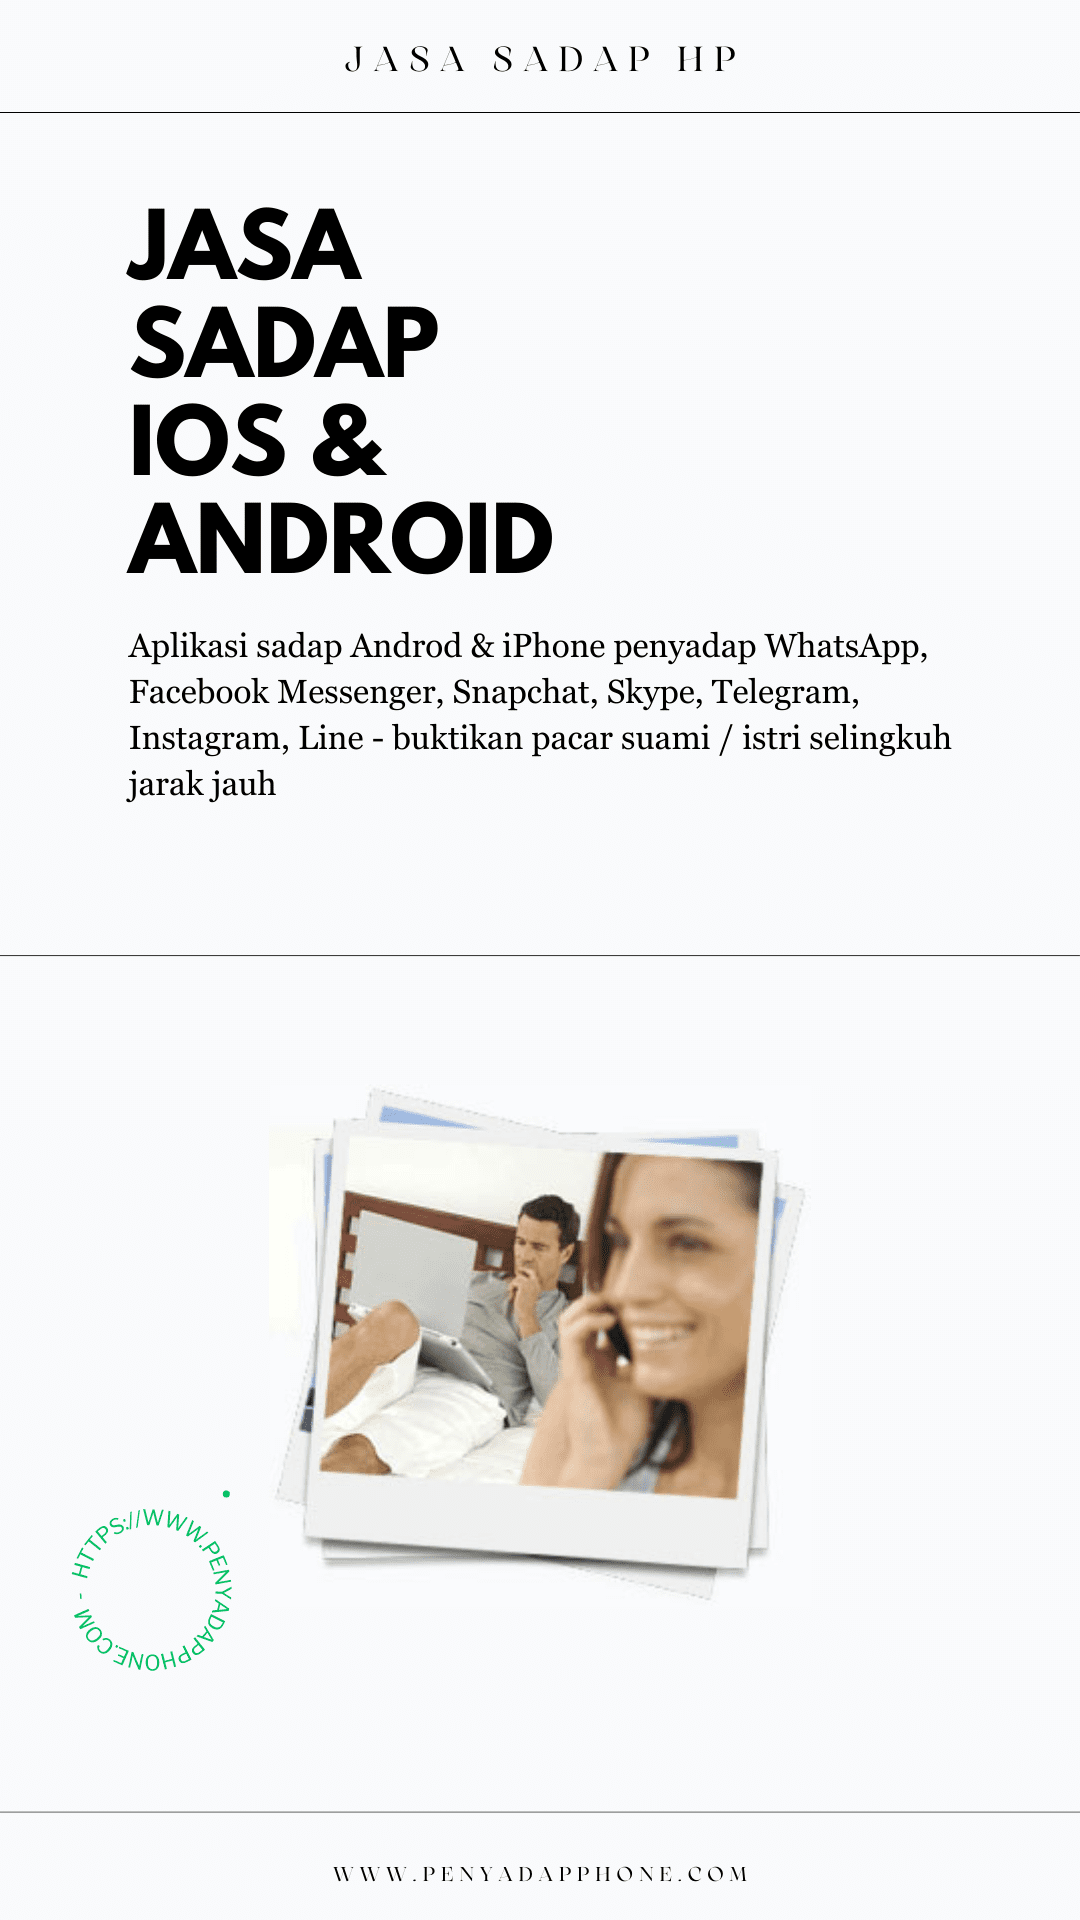 JASA SADAP HP
JASA
SADAP
IOS &
ANDROID
Aplikasi sadap Androd & iPhone penyadap WhatsApp,
Facebook Messenger, Snapchat, Skype, Telegram,
Instagram, Line - buktikan pacar suami / istri selingkuh
jarak jauh
HTTPS://WWW.PENYADAPPHONE.COM -
WWW.PENYADAPPHONE.COM